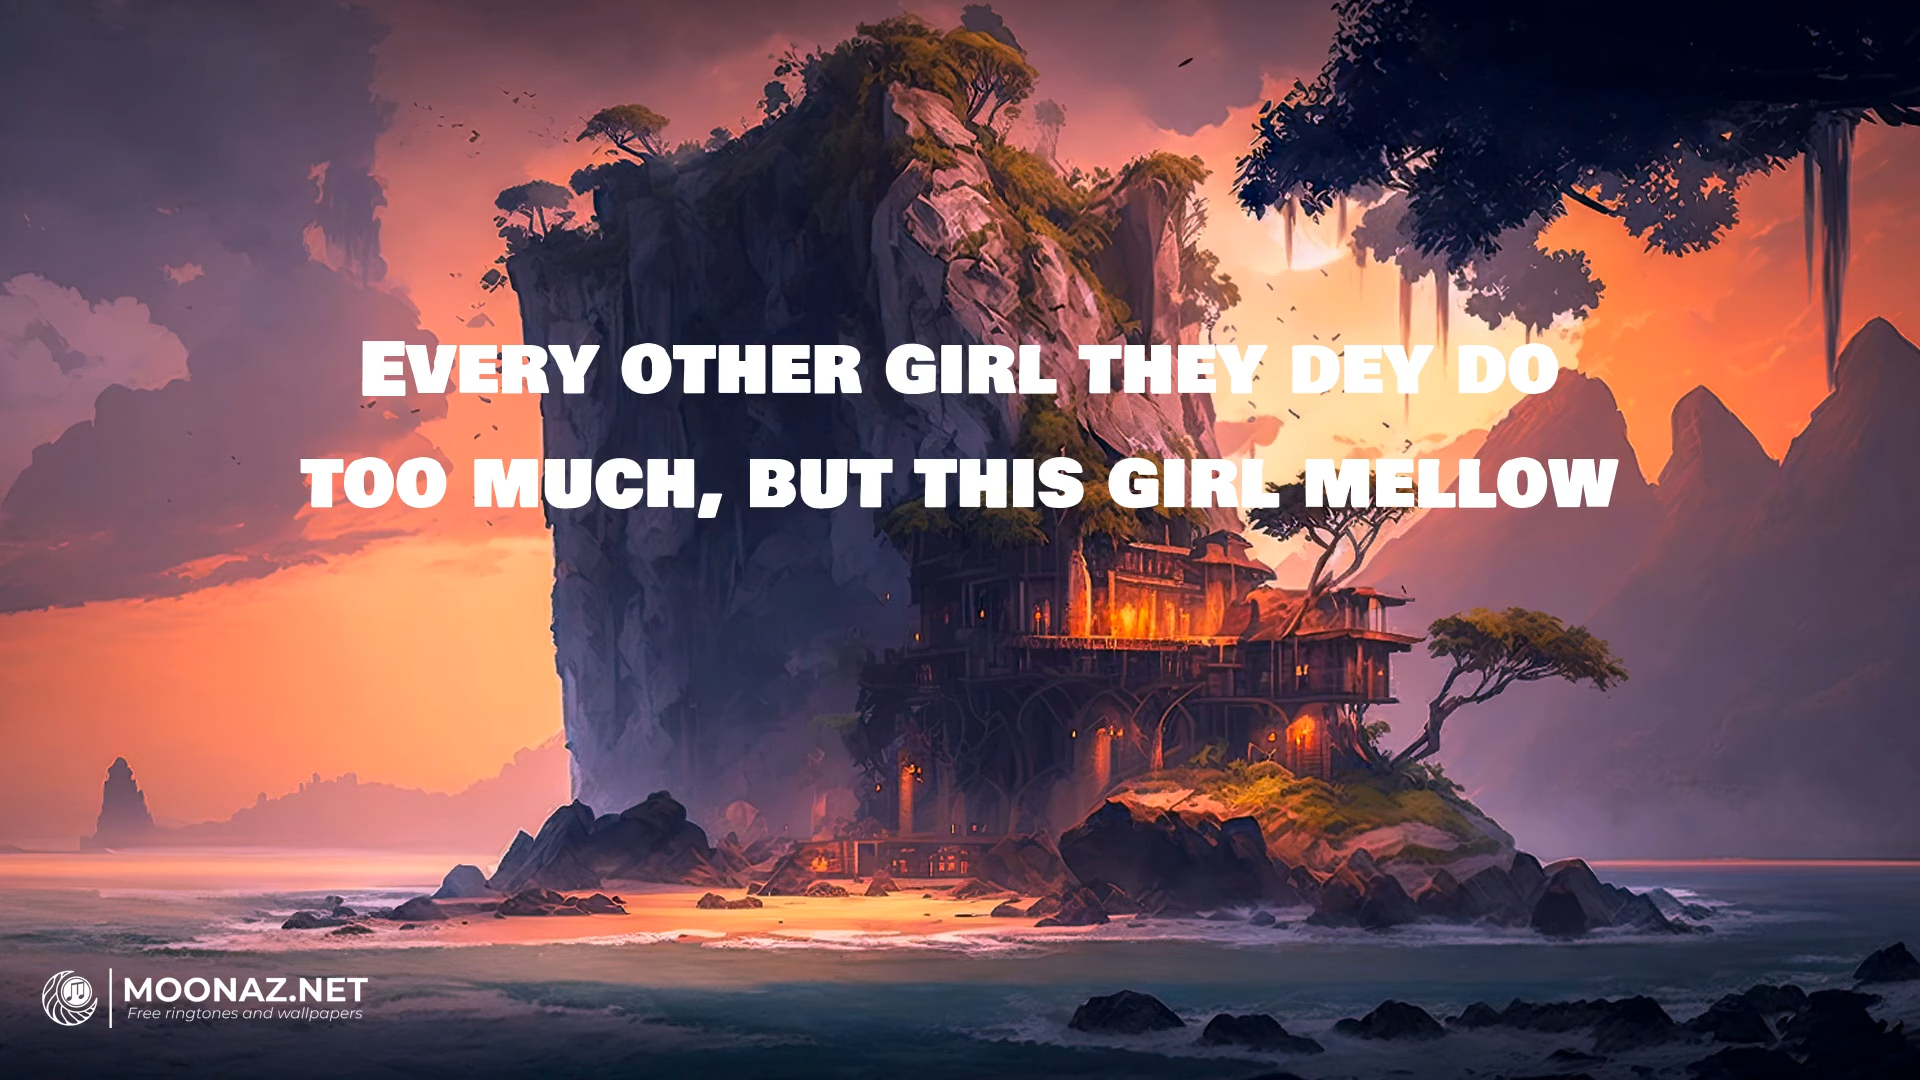 Every other girl they dey do
too much, but this girl mellow
MOONAZ.NET
Free ringtones and wallpapers